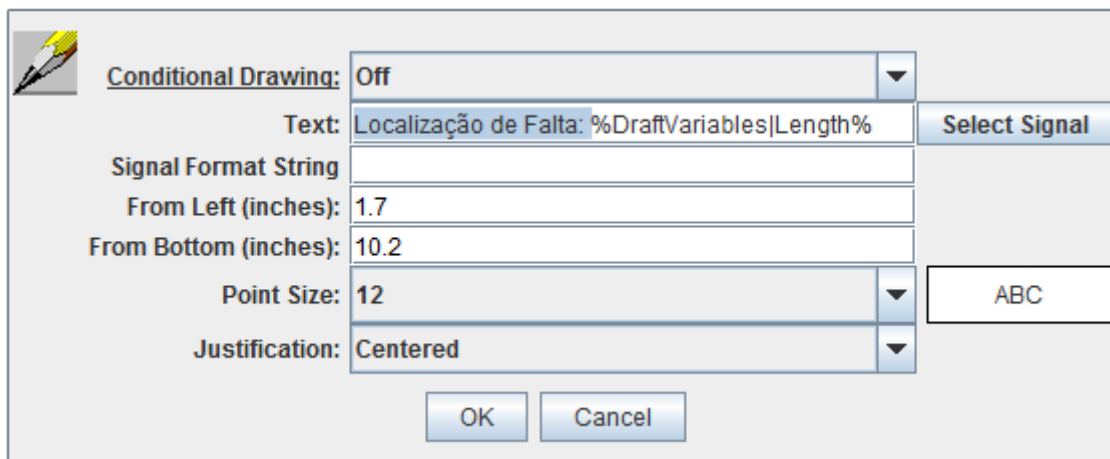 Conditional Drawing: Off
Text: Localização de Falta: %DraftVariables|Length% Select Signal
Signal Format String
From Left (inches): 1.7
From Bottom (inches): 10.2
Point Size: 12 ABC
Justification: Centered
OK Cancel